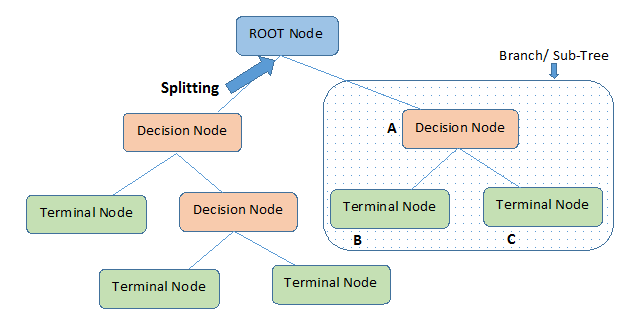 ROOT Node
Branch/ Sub-Tree
Splitting
Decision Node
A
Decision Node
Terminal Node
Decision Node
Terminal Node
Terminal Node
B
C
Terminal Node
Terminal Node